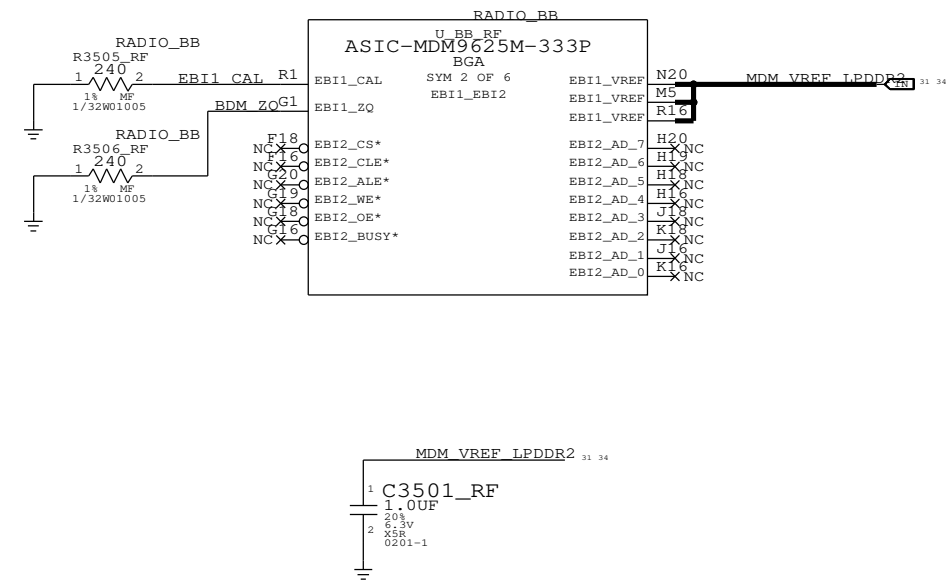 RADIO_BB
U_BB_RF
ASIC-MDM9625M-333P
BGA
SYM 2 OF 6
EBI1_EBI2
RADIO_BB
R3505_RF
240
1 2
1% MF
1/32W01005
EBI1_CAL R1 EBI1_CAL
BDM_ZQ G1 EBI1_ZQ
RADIO_BB
R3506_RF
240
1 2
1% MF
1/32W01005
NC F18 EBI2_CS*
NC F16 EBI2_CLE*
NC G20 EBI2_ALE*
NC G19 EBI2_WE*
NC G18 EBI2_OE*
NC G16 EBI2_BUSY*
EBI1_VREF N20 MDM_VREF_LPDDR2 IN 31 34
EBI1_VREF M5
EBI1_VREF R16
EBI2_AD_7 H20 NC
EBI2_AD_6 H19 NC
EBI2_AD_5 H18 NC
EBI2_AD_4 H16 NC
EBI2_AD_3 J18 NC
EBI2_AD_2 K18 NC
EBI2_AD_1 J16 NC
EBI2_AD_0 K16 NC
MDM_VREF_LPDDR2 31 34
1 C3501_RF
1.0UF
20%
6.3V
2 X5R
0201-1